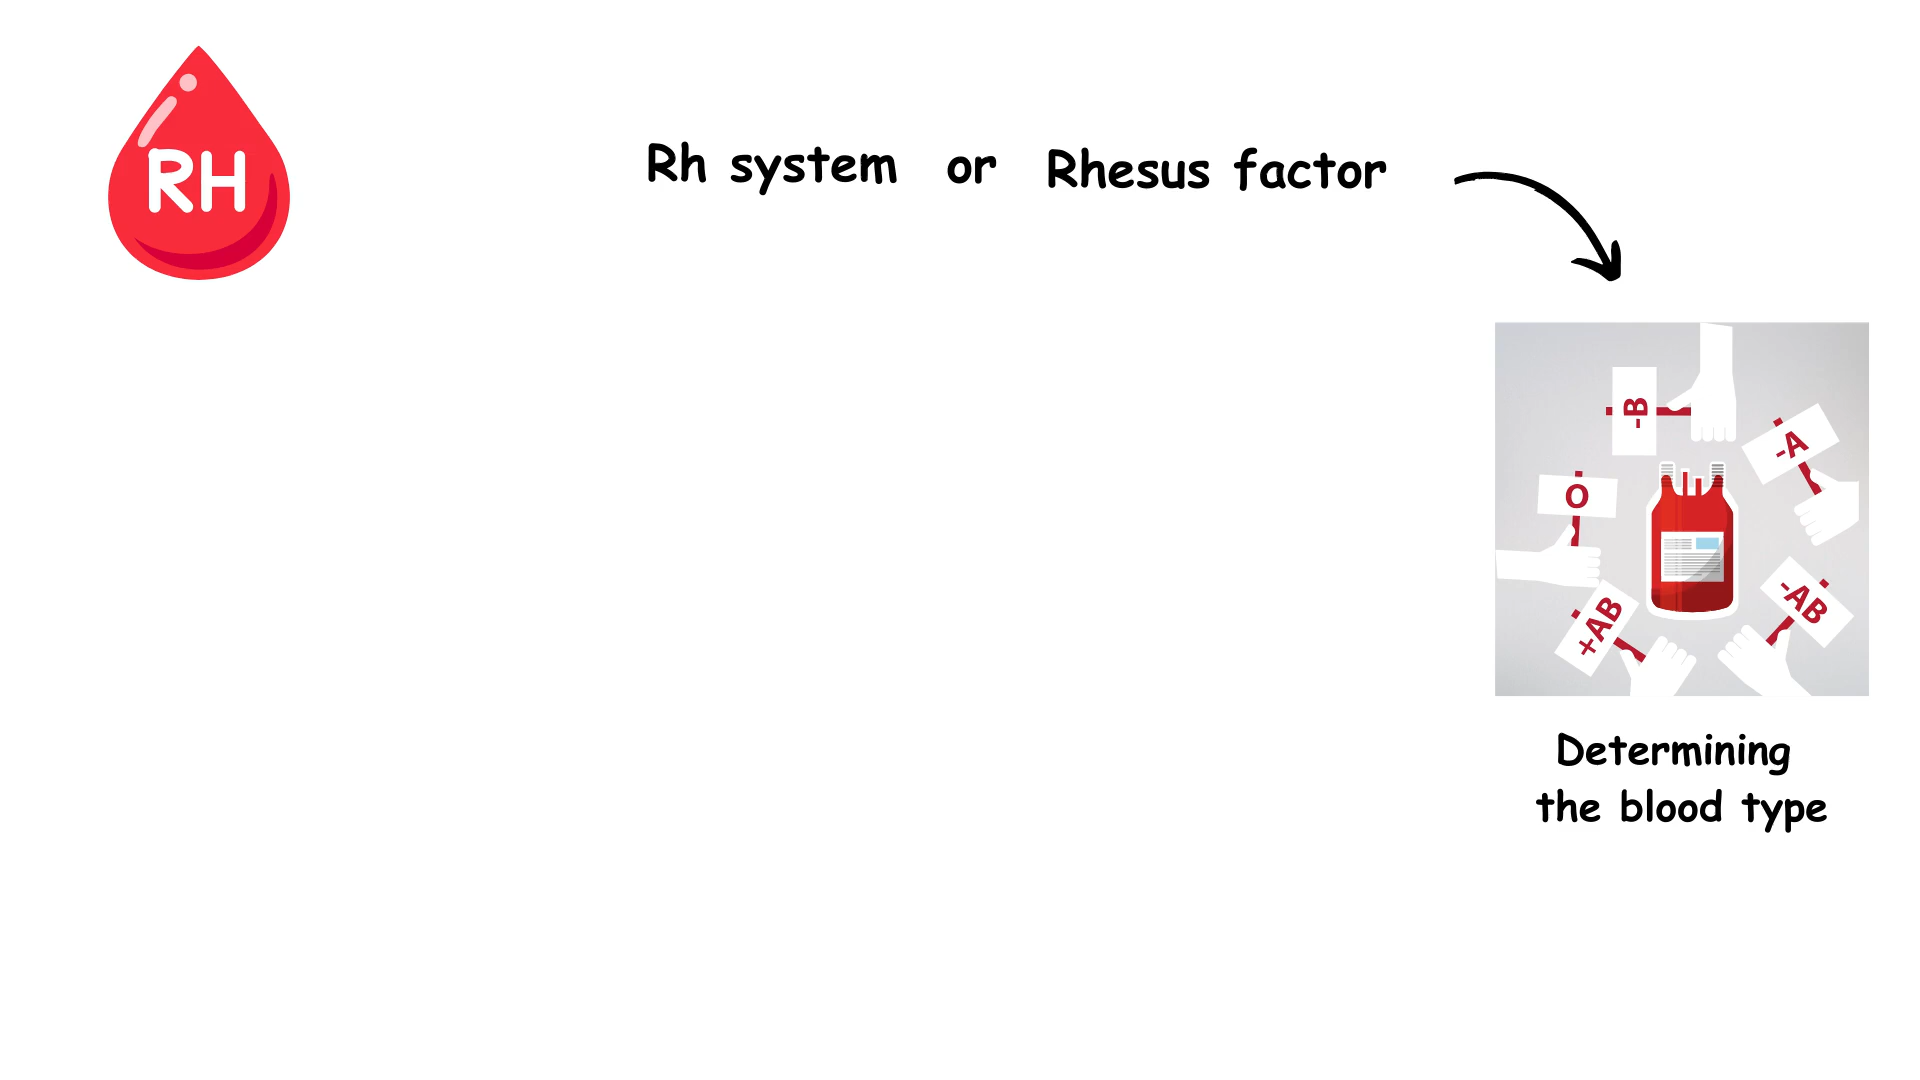 RH
Rh system or Rhesus factor
-B
-A
O
+AB
-AB
Determining
the blood type